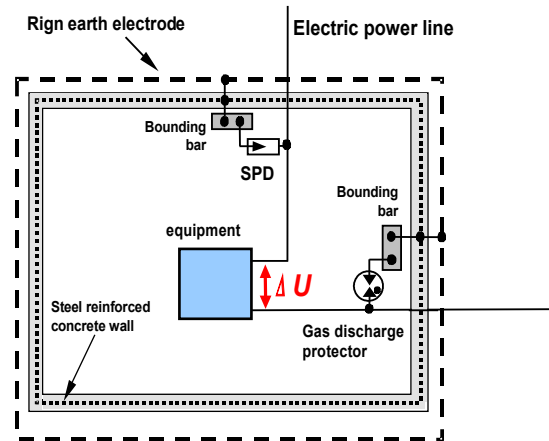 Rign earth electrode
Electric power line
Bounding
bar
SPD
Bounding
bar
equipment
Δ U
Steel reinforced
concrete wall
Gas discharge
protector